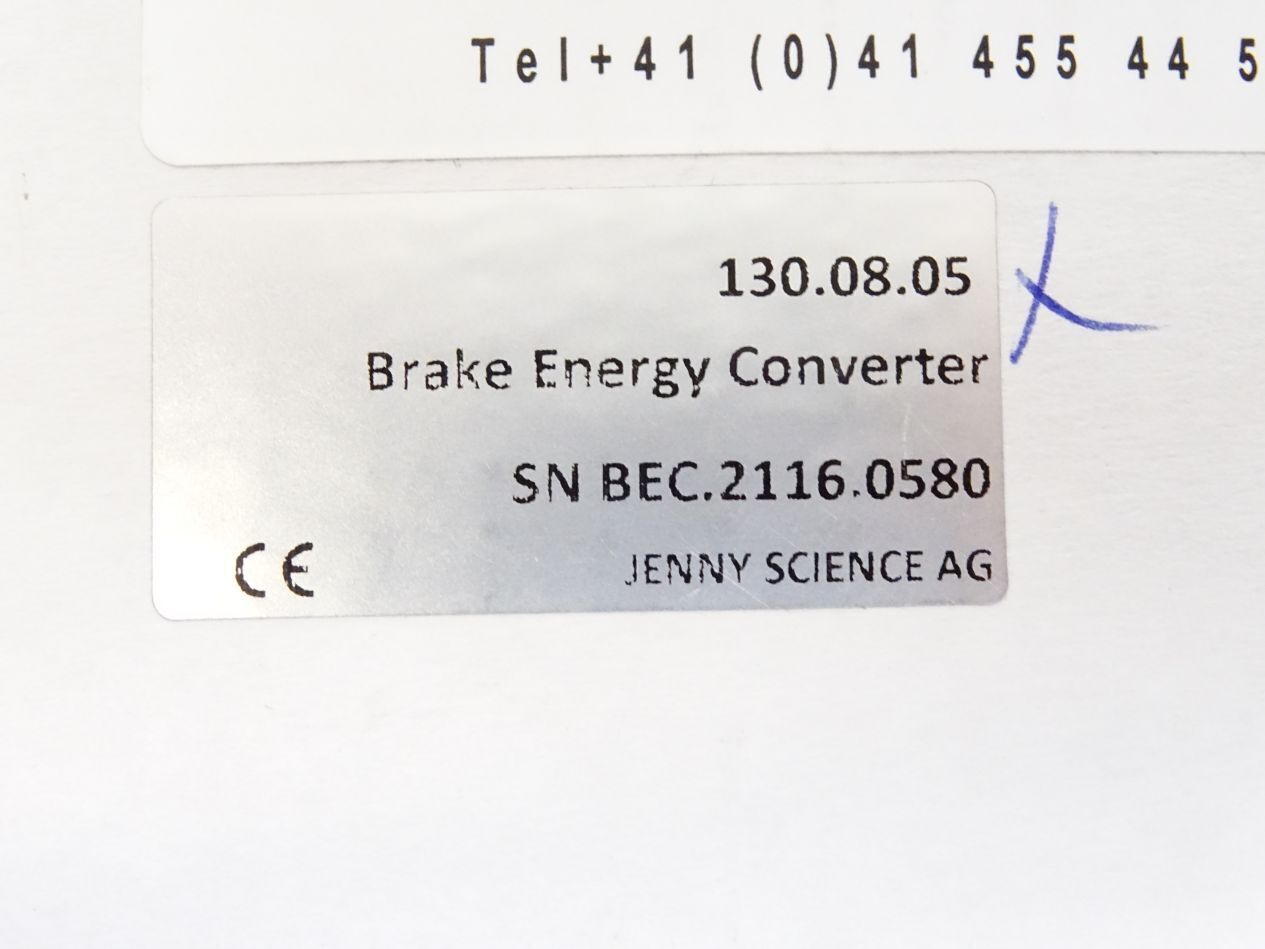 Tel+41 (0)41 455 44 5
130.08.05
Brake Energy Converter
SN BEC.2116.0580
CE JENNY SCIENCE AG